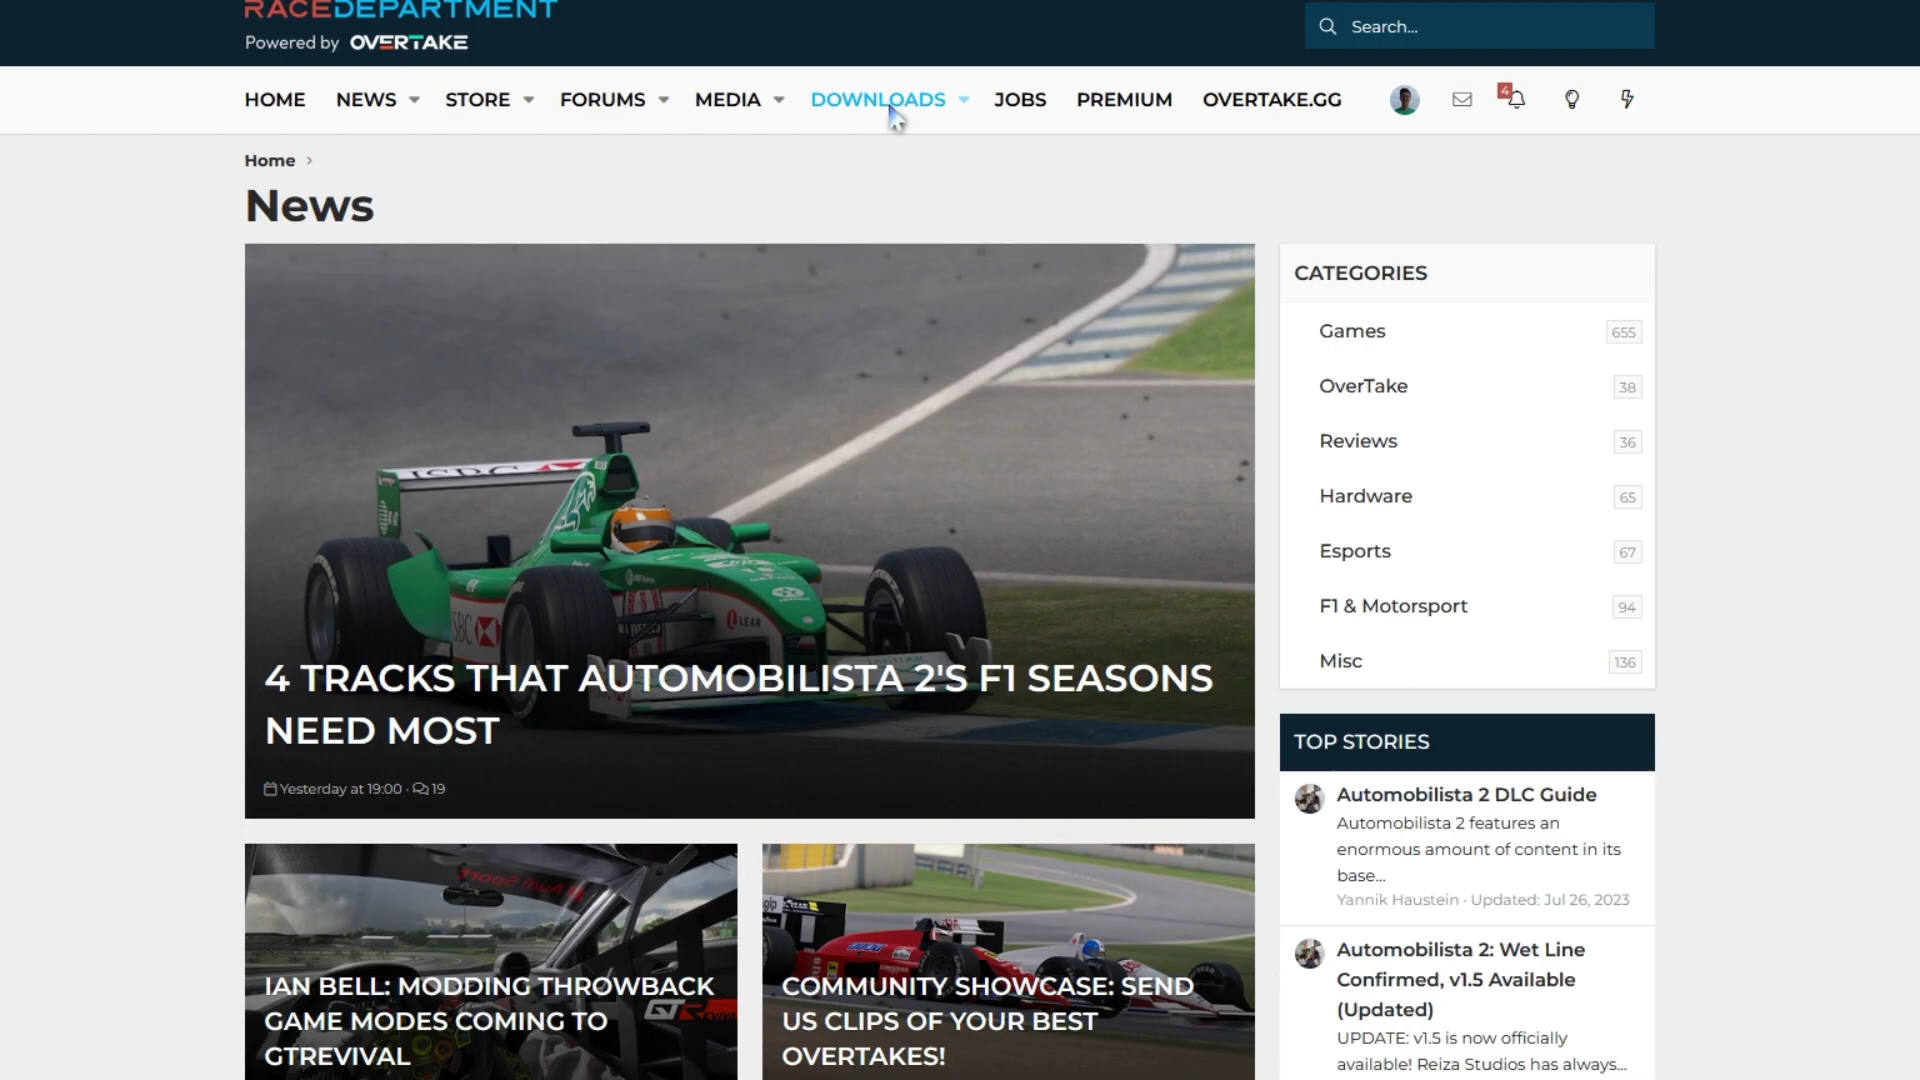 RACEDEPARTMENT
Powered by OVERTAKE
Search...
HOME NEWS STORE FORUMS MEDIA DOWNLOADS JOBS PREMIUM OVERTAKE.GG 4
Home
News
CATEGORIES
Games 655
OverTake 38
Reviews 36
Hardware 65
Esports 67
F1 & Motorsport 94
Misc 136
HSBC
LEAR
4 TRACKS THAT AUTOMOBILISTA 2'S F1 SEASONS
NEED MOST
Yesterday at 19:00 · 19
TOP STORIES
Automobilista 2 DLC Guide
Automobilista 2 features an
enormous amount of content in its
base...
Yannik Haustein · Updated: Jul 26, 2023
Automobilista 2: Wet Line
Confirmed, v1.5 Available
(Updated)
UPDATE: v1.5 is now officially
available! Reiza Studios has always...
IAN BELL: MODDING THROWBACK
GAME MODES COMING TO
GTREVIVAL
COMMUNITY SHOWCASE: SEND
US CLIPS OF YOUR BEST
OVERTAKES!